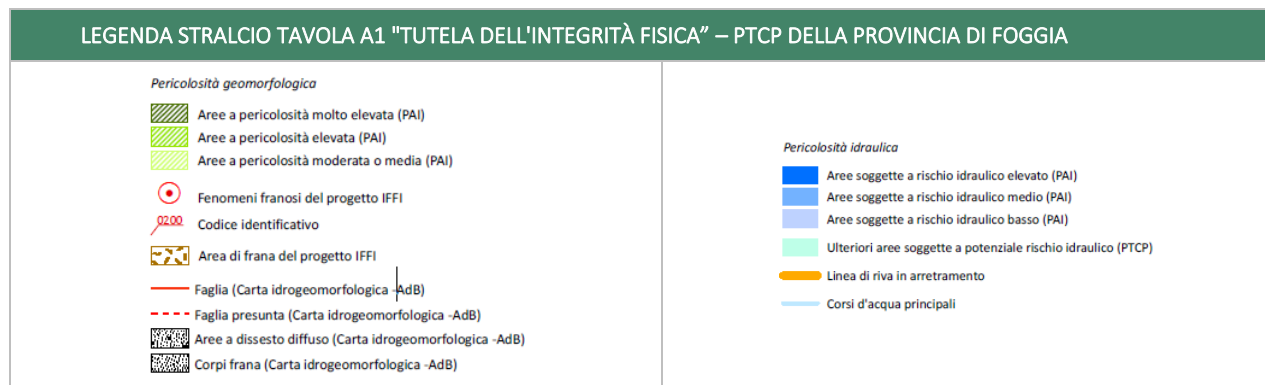 LEGENDA STRALCIO TAVOLA A1 "TUTELA DELL'INTEGRITÀ FISICA” – PTCP DELLA PROVINCIA DI FOGGIA
Pericolosità geomorfologica
Aree a pericolosità molto elevata (PAI)
Aree a pericolosità elevata (PAI)
Aree a pericolosità moderata o media (PAI)
Fenomeni franosi del progetto IFFI
0200 Codice identificativo
Area di frana del progetto IFFI
Faglia (Carta idrogeomorfologica -AdB)
Faglia presunta (Carta idrogeomorfologica -AdB)
Aree a dissesto diffuso (Carta idrogeomorfologica -AdB)
Corpi frana (Carta idrogeomorfologica -AdB)
Pericolosità idraulica
Aree soggette a rischio idraulico elevato (PAI)
Aree soggette a rischio idraulico medio (PAI)
Aree soggette a rischio idraulico basso (PAI)
Ulteriori aree soggette a potenziale rischio idraulico (PTCP)
Linea di riva in arretramento
Corsi d'acqua principali